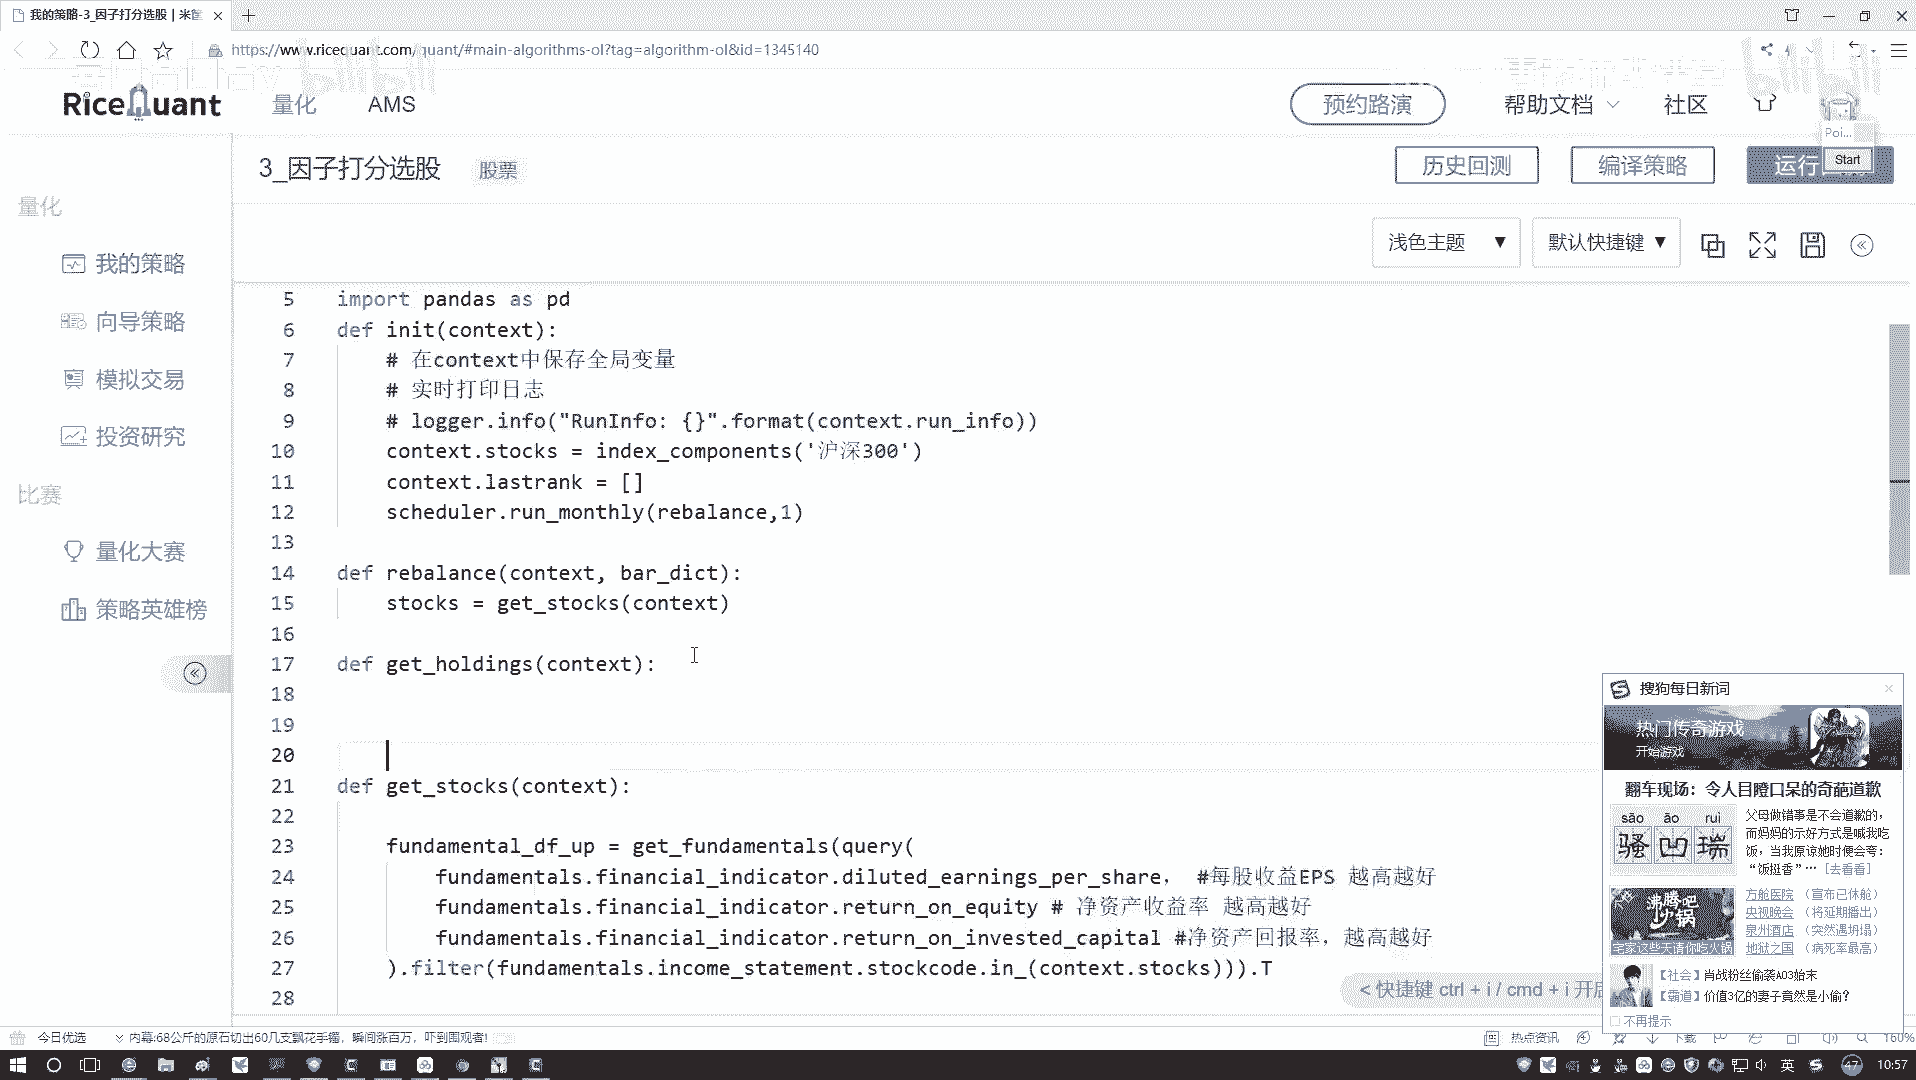 我的策略-3_因子打分选股 | 米筐
https://www.ricequant.com/quant/#main-algorithms-ol?tag=algorithm-ol&id=1345140
RiceQuant
量化
AMS
预约路演
帮助文档
社区
Poi...
Start
3_因子打分选股
股票
历史回测
编译策略
运行
量化
我的策略
向导策略
模拟交易
投资研究
比赛
量化大赛
策略英雄榜
浅色主题 ▼
默认快捷键 ▼
5 import pandas as pd
6 def init(context):
7 # 在context中保存全局变量
8 # 实时打印日志
9 # logger.info("RunInfo: {}".format(context.run_info))
10 context.stocks = index_components('沪深300')
11 context.lastrank = []
12 scheduler.run_monthly(rebalance,1)
13
14 def rebalance(context, bar_dict):
15 stocks = get_stocks(context)
16
17 def get_holdings(context):
18
19
20
21 def get_stocks(context):
22
23 fundamental_df_up = get_fundamentals(query(
24 fundamentals.financial_indicator.diluted_earnings_per_share， #每股收益EPS 越高越好
25 fundamentals.financial_indicator.return_on_equity # 净资产收益率 越高越好
26 fundamentals.financial_indicator.return_on_invested_capital #净资产回报率，越高越好
27 ).filter(fundamentals.income_statement.stockcode.in_(context.stocks))).T
28
< 快捷键 ctrl + i / cmd + i 开启
搜狗每日新词
热门传奇游戏
开始游戏
翻车现场：令人目瞪口呆的奇葩道歉
sāo āo ruì
骚 凹 瑞
父母做错事是不会道歉的，
而妈妈的示好方式是喊我吃
饭，当我原谅她时便会夸：
“饭挺香”… [去看看]
沸腾吧
火锅
宅家这些天请你吃火锅
方舱医院 （宣布已休舱）
央视晚会 （将延期播出）
泉州酒店 （突然遇坍塌）
地狱之国 （病死率最高）
【社会】肖战粉丝偷袭AO3始末
【霸道】价值3亿的妻子竟然是小偷？
不再提示
今日优选
内幕:68公斤的原石切出60几支飘花手镯，瞬间涨百万，吓到围观者!
热点资讯
下载
160%
英
47
10:57